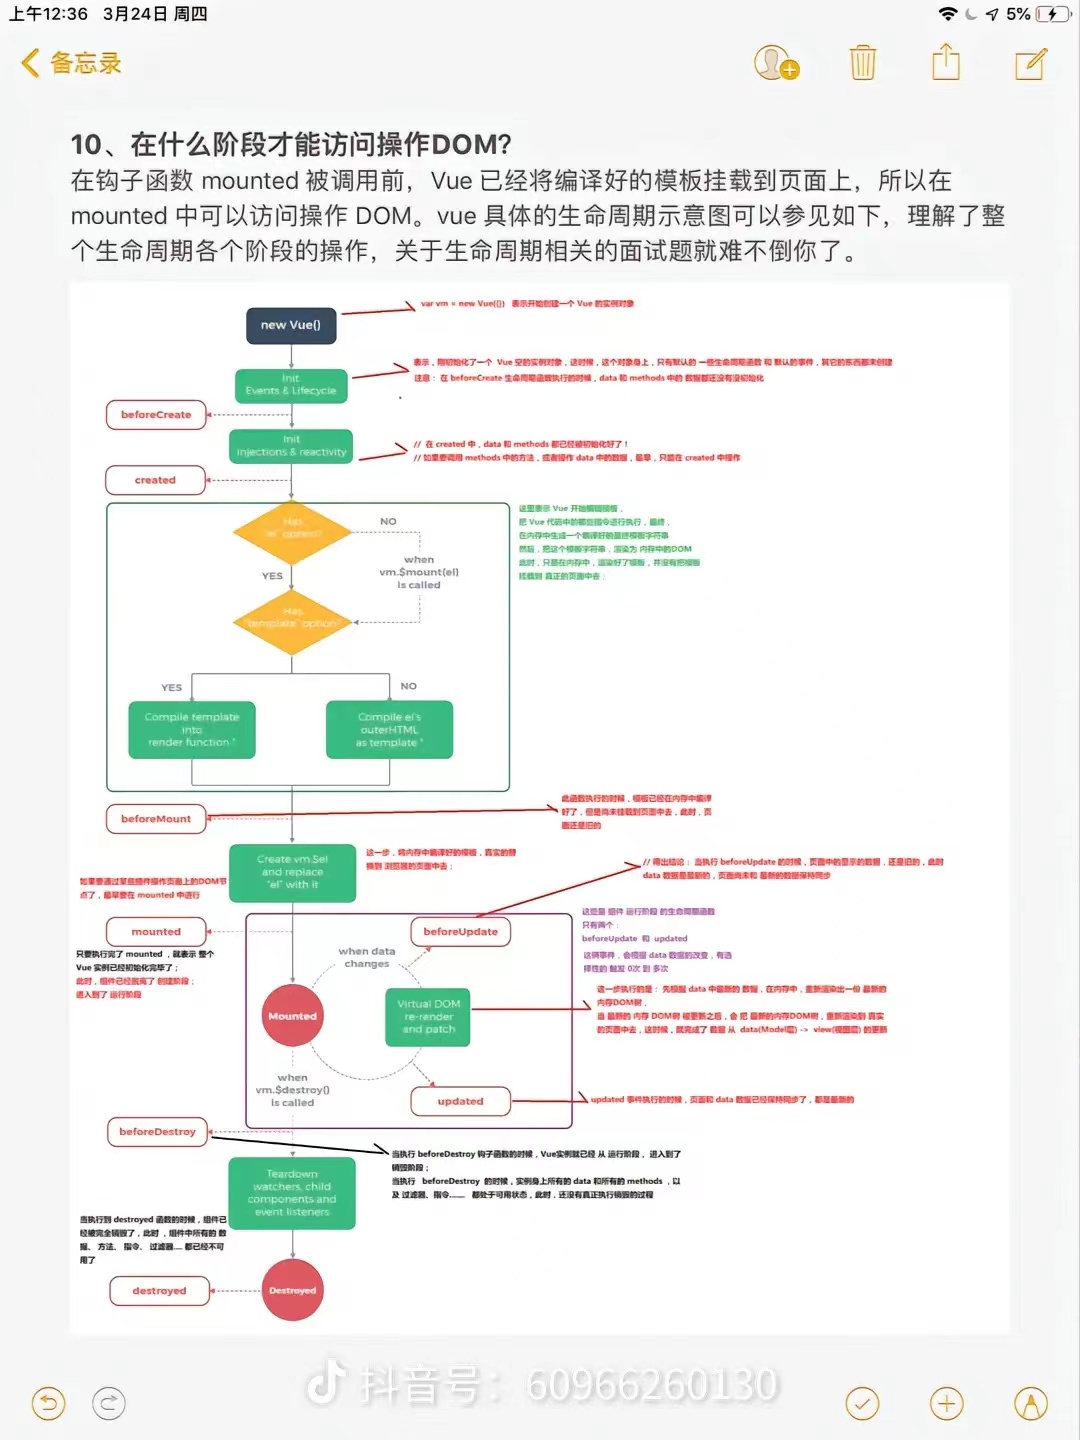 上午12:36 3月24日 周四
5%
备忘录
10、在什么阶段才能访问操作DOM?
在钩子函数 mounted 被调用前，Vue 已经将编译好的模板挂载到页面上，所以在
mounted 中可以访问操作 DOM。vue 具体的生命周期示意图可以参见如下，理解了整
个生命周期各个阶段的操作，关于生命周期相关的面试题就难不倒你了。
var vm = new Vue({}) 表示开始创建一个 Vue 的实例对象
new Vue()
表示，刚初始化了一个 Vue 空的实例对象，这时候，这个对象身上，只有默认的 一些生命周期函数 和 默认的事件，其它的东西都未创建
注意：在 beforeCreate 生命周期函数执行的时候，data 和 methods 中的 数据都还没有没初始化
Init
Events & Lifecycle
beforeCreate
Init
injections & reactivity
// 在 created 中，data 和 methods 都已经被初始化好了！
// 如果要调用 methods 中的方法，或者操作 data 中的数据，最早，只能在 created 中操作
created
这里表示 Vue 开始编辑模板，
把 Vue 代码中的那些指令进行执行，最终，
在内存中生成一个编译好的最终模板字符串
然后，把这个模板字符串，渲染为 内存中的DOM
此时，只是在内存中，渲染好了模板，并没有把模板
挂载到 真正的页面中去；
Has
"el" option?
NO
when
vm.$mount(el)
is called
YES
Has
"template" option?
YES
NO
Compile template
into
render function *
Compile el's
outerHTML
as template *
beforeMount
此函数执行的时候，模板已经在内存中编译
好了，但是尚未挂载到页面中去，此时，页
面还是旧的
Create vm.$el
and replace
"el" with it
这一步，将内存中编译好的模板，真实的替
换到 浏览器的页面中去；
如果要通过某些插件操作页面上的DOM节
点了，最早要在 mounted 中进行
// 得出结论：当执行 beforeUpdate 的时候，页面中的显示的数据，还是旧的，此时
data 数据是最新的，页面尚未和 最新的数据保持同步
mounted
beforeUpdate
这些是 组件 运行阶段 的生命周期函数
只有两个：
beforeUpdate 和 updated
这俩事件，会根据 data 数据的改变，有选
择性的 触发 0次 到 多次
只要执行完了 mounted，就表示 整个
Vue 实例已经初始化完毕了；
此时，组件已经脱离了 创建阶段；
进入到了 运行阶段
when data
changes
Mounted
Virtual DOM
re-render
and patch
这一步执行的是：先根据 data 中最新的 数据，在内存中，重新渲染出一份 最新的
内存DOM树，
当 最新的 内存 DOM树 被更新之后，会 把 最新的内存DOM树，重新渲染到 真实
的页面中去，这时候，就完成了 数据 从 data(Model层) -> view(视图层) 的更新
when
vm.$destroy()
is called
updated
updated 事件执行的时候，页面和 data 数据已经保持同步了，都是最新的
beforeDestroy
当执行 beforeDestroy 钩子函数的时候，Vue实例就已经 从 运行阶段，进入到了
销毁阶段；
当执行 beforeDestroy 的时候，实例身上所有的 data 和所有的 methods，以
及 过滤器、指令...... 都处于可用状态，此时，还没有真正执行销毁的过程
Teardown
watchers, child
components and
event listeners
当执行到 destroyed 函数的时候，组件已
经被完全销毁了，此时，组件中所有的 数
据、方法、指令、过滤器.... 都已经不可
用了
destroyed
Destroyed
抖音号：60966260130